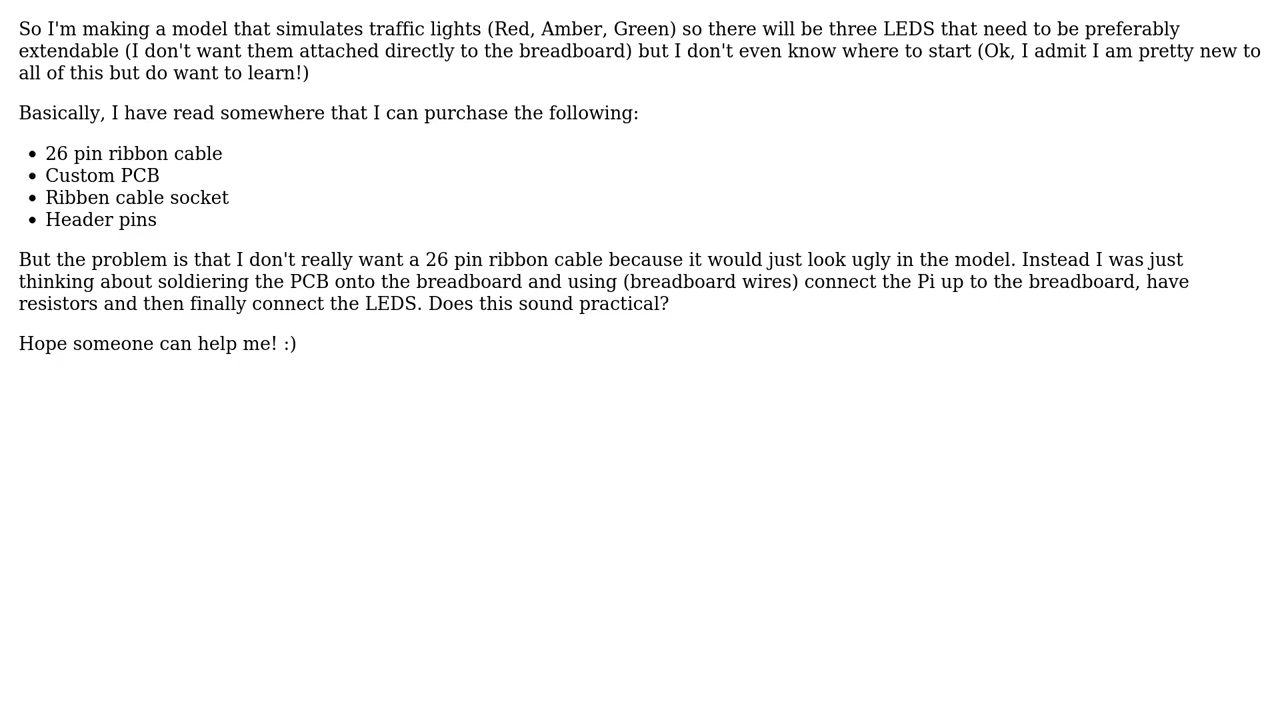 So I'm making a model that simulates traffic lights (Red, Amber, Green) so there will be three LEDS that need to be preferably
extendable (I don't want them attached directly to the breadboard) but I don't even know where to start (Ok, I admit I am pretty new to
all of this but do want to learn!)
Basically, I have read somewhere that I can purchase the following:
• 26 pin ribbon cable
• Custom PCB
• Ribben cable socket
• Header pins
But the problem is that I don't really want a 26 pin ribbon cable because it would just look ugly in the model. Instead I was just
thinking about soldiering the PCB onto the breadboard and using (breadboard wires) connect the Pi up to the breadboard, have
resistors and then finally connect the LEDS. Does this sound practical?
Hope someone can help me! :)